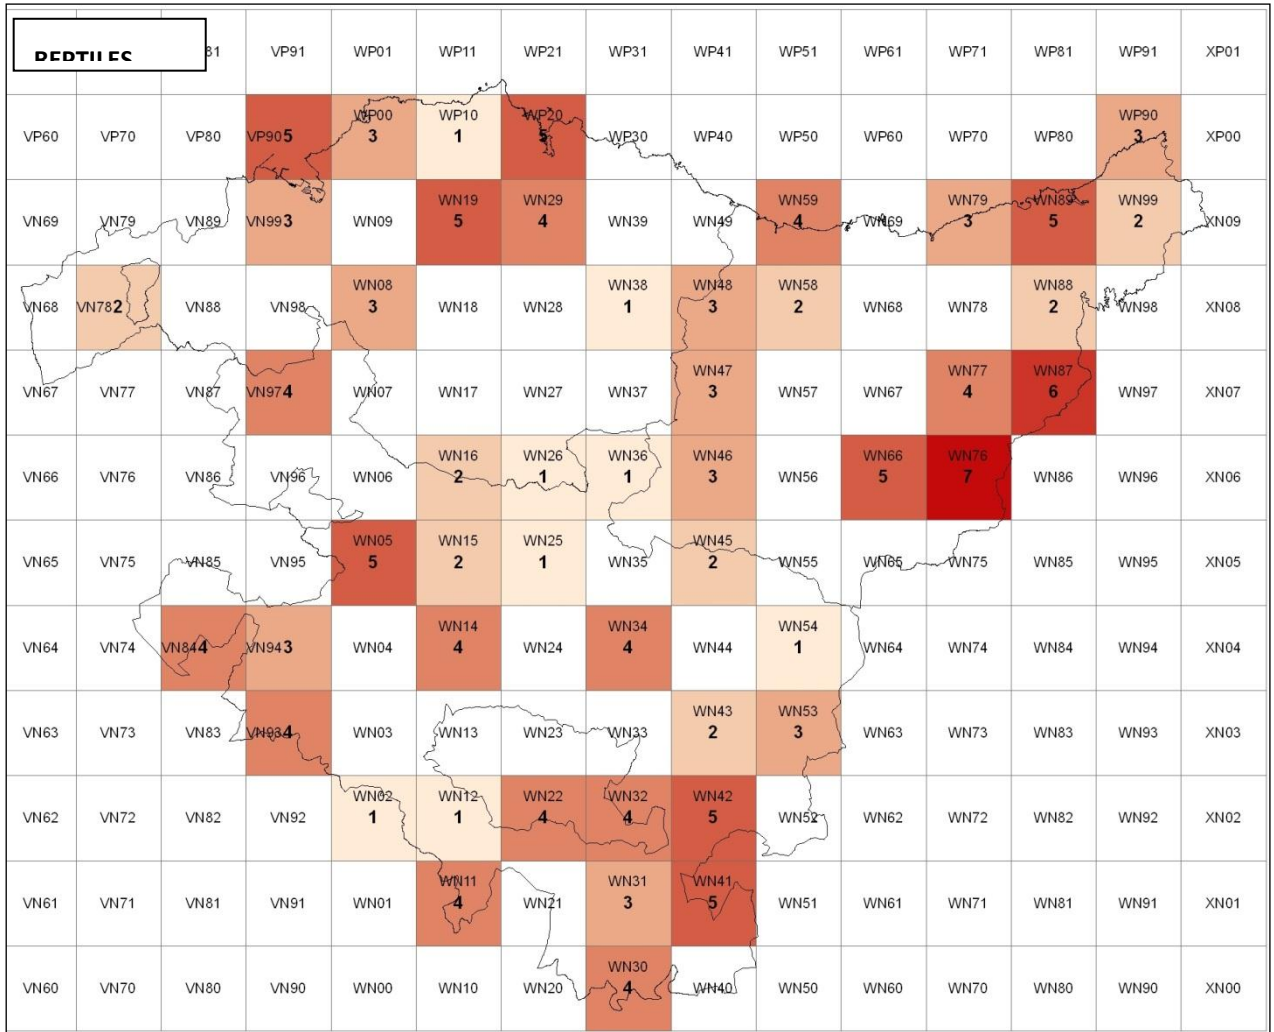 REPTILES 81 VP91 WP01 WP11 WP21 WP31 WP41 WP51 WP61 WP71 WP81 WP91 XP01
VP60 VP70 VP80 VP90 5 WP00 3 WP10 1 WP20 5 WP30 WP40 WP50 WP60 WP70 WP80 WP90 3 XP00
VN69 VN79 VN89 VN99 3 WN09 WN19 5 WN29 4 WN39 WN49 WN59 4 WN69 WN79 3 WN89 5 WN99 2 XN09
VN68 VN78 2 VN88 VN98 WN08 3 WN18 WN28 WN38 1 WN48 3 WN58 2 WN68 WN78 WN88 2 WN98 XN08
VN67 VN77 VN87 VN97 4 WN07 WN17 WN27 WN37 WN47 3 WN57 WN67 WN77 4 WN87 6 WN97 XN07
VN66 VN76 VN86 VN96 WN06 WN16 2 WN26 1 WN36 1 WN46 3 WN56 WN66 5 WN76 7 WN86 WN96 XN06
VN65 VN75 VN85 VN95 WN05 5 WN15 2 WN25 1 WN35 WN45 2 WN55 WN65 WN75 WN85 WN95 XN05
VN64 VN74 VN84 4 VN94 3 WN04 WN14 4 WN24 WN34 4 WN44 WN54 1 WN64 WN74 WN84 WN94 XN04
VN63 VN73 VN83 VN93 4 WN03 WN13 WN23 WN33 WN43 2 WN53 3 WN63 WN73 WN83 WN93 XN03
VN62 VN72 VN82 VN92 WN02 1 WN12 1 WN22 4 WN32 4 WN42 5 WN52 WN62 WN72 WN82 WN92 XN02
VN61 VN71 VN81 VN91 WN01 WN11 4 WN21 WN31 3 WN41 5 WN51 WN61 WN71 WN81 WN91 XN01
VN60 VN70 VN80 VN90 WN00 WN10 WN20 WN30 4 WN40 WN50 WN60 WN70 WN80 WN90 XN00